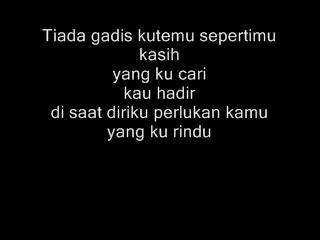 Tiada gadis kutemu sepertimu
kasih
yang ku cari
kau hadir
di saat diriku perlukan kamu
yang ku rindu